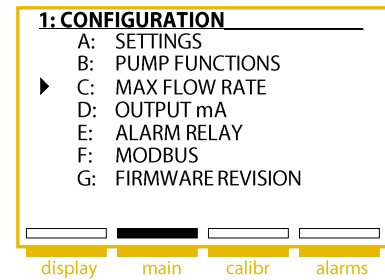 1: CONFIGURATION
A: SETTINGS
B: PUMP FUNCTIONS
C: MAX FLOW RATE
D: OUTPUT mA
E: ALARM RELAY
F: MODBUS
G: FIRMWARE REVISION
display main calibr alarms